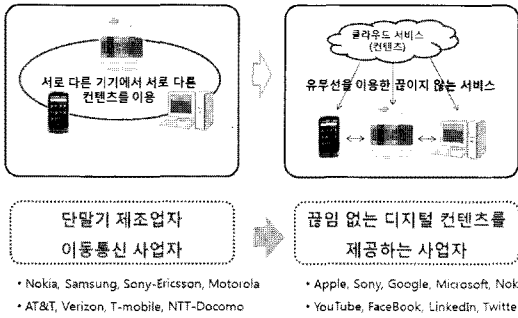 서로 다른 기기에서 서로 다른
컨텐츠를 이용
클라우드 서비스
(컨텐츠)
유무선을 이용한 끊이지 않는 서비스
단말기 제조업자
이동통신 사업자
끊임 없는 디지털 컨텐츠를
제공하는 사업자
• Nokia, Samsung, Sony-Ericsson, Motorola
• AT&T, Verizon, T-mobile, NTT-Docomo
• Apple, Sony, Google, Microsoft, Nok
• YouTube, FaceBook, LinkedIn, Twitte